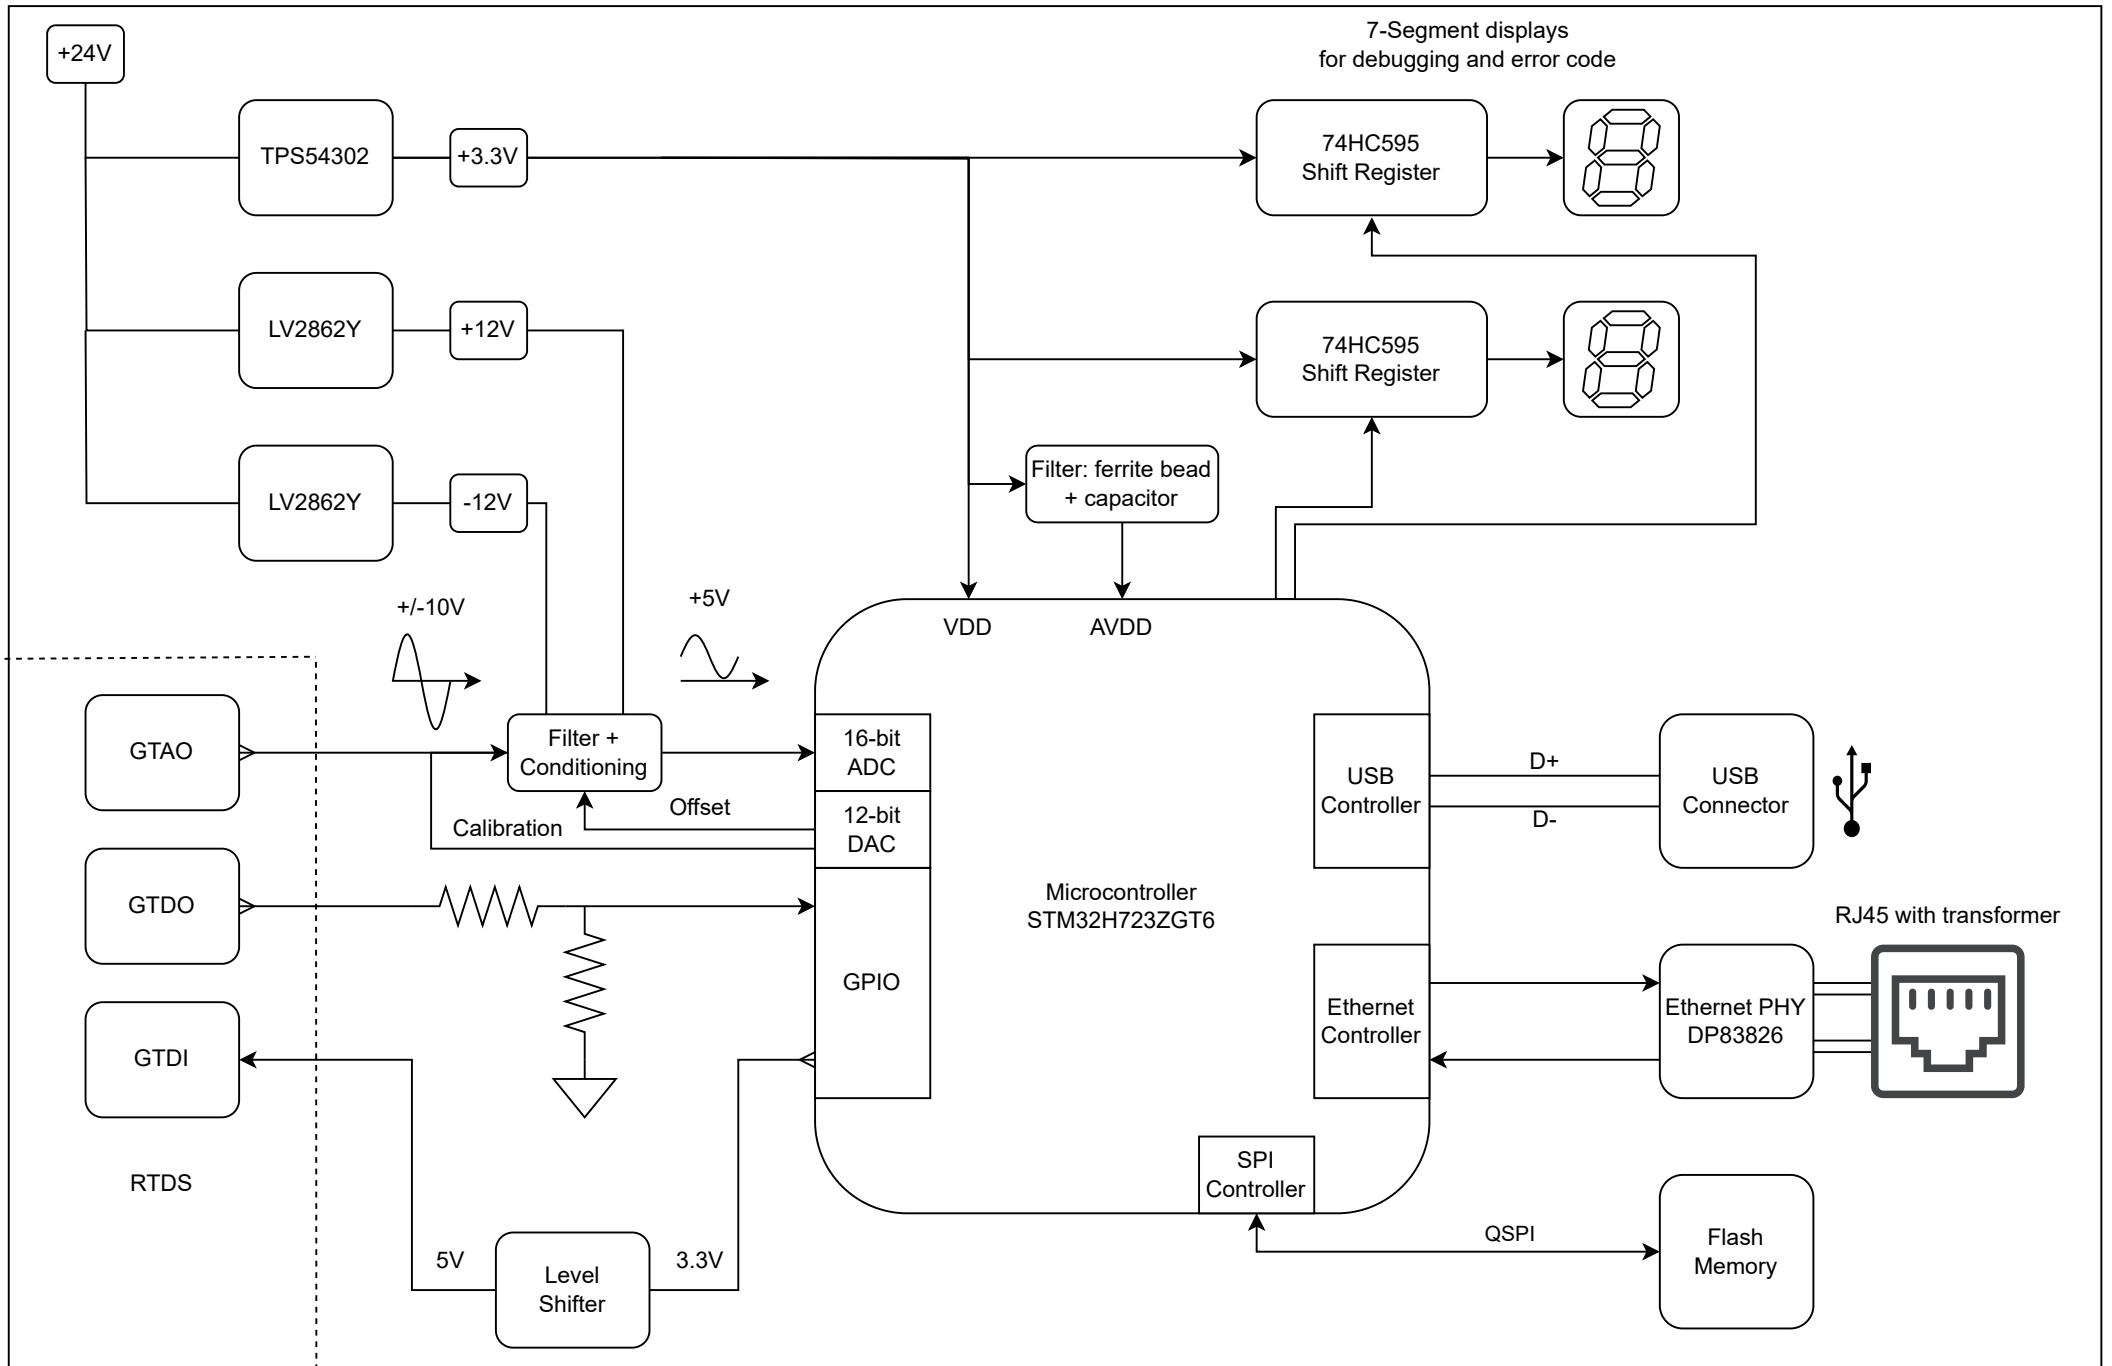 +24V
7-Segment displays
for debugging and error code
TPS54302
+3.3V
74HC595
Shift Register
LV2862Y
+12V
74HC595
Shift Register
LV2862Y
-12V
Filter: ferrite bead
+ capacitor
+/-10V
+5V
VDD
AVDD
GTAO
Filter +
Conditioning
16-bit
ADC
USB
Controller
D+
D-
USB
Connector
Offset
Calibration
12-bit
DAC
Microcontroller
STM32H723ZGT6
GTDO
GPIO
RJ45 with transformer
Ethernet
Controller
Ethernet PHY
DP83826
GTDI
RTDS
SPI
Controller
QSPI
Flash
Memory
5V
Level
Shifter
3.3V